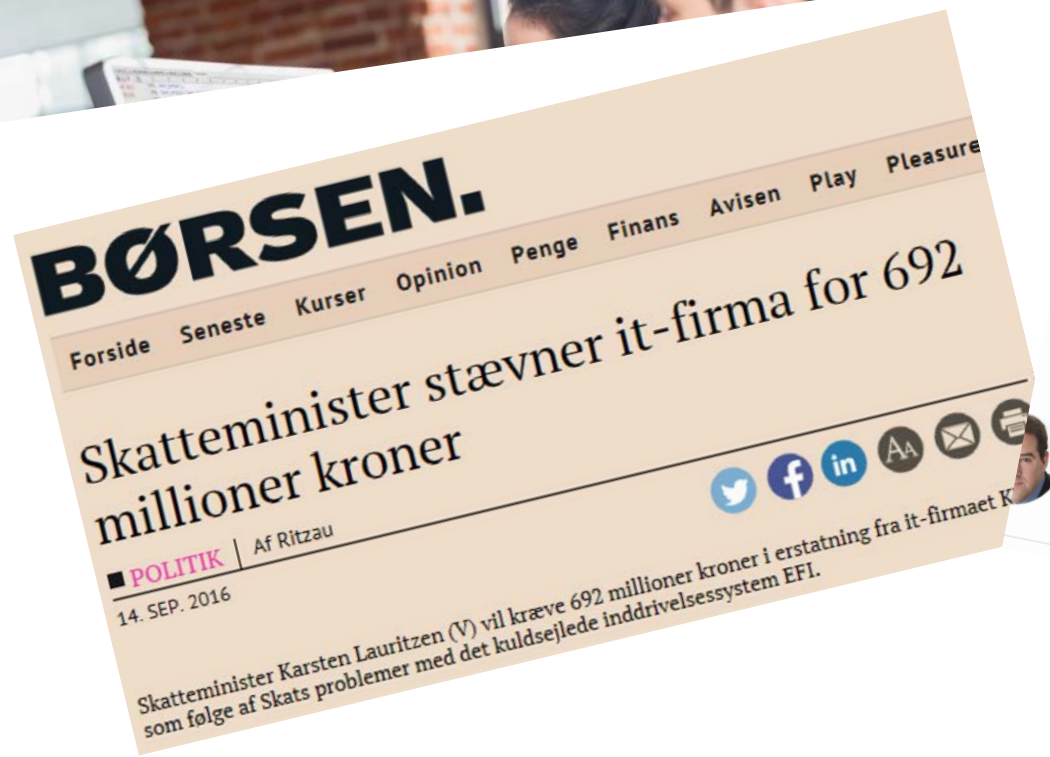 BØRSEN.
Forside Seneste Kurser Opinion Penge Finans Avisen Play Pleasure
Skatteminister stævner it-firma for 692
millioner kroner
POLITIK | Af Ritzau
14. SEP. 2016
Skatteminister Karsten Lauritzen (V) vil kræve 692 millioner kroner i erstatning fra it-firmaet K
som følge af Skats problemer med det kuldsejlede inddrivelsessystem EFI.